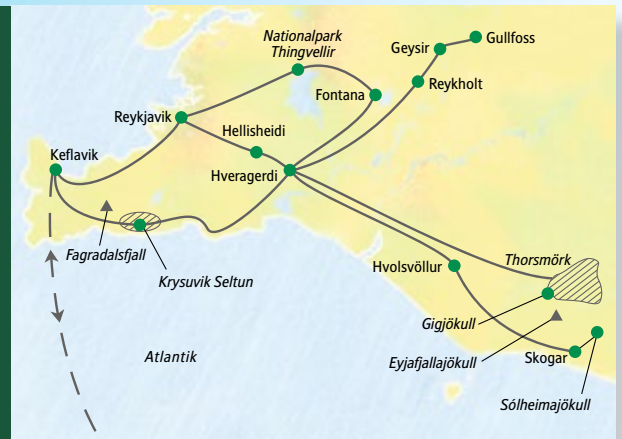 Nationalpark
Thingvellir
Geysir
Gullfoss
Fontana
Reykholt
Reykjavik
Hellisheidi
Keflavik
Hveragerdi
Fagradalsfjall
Krysuvik Seltun
Hvolsvöllur
Thorsmörk
Gigjökull
Atlantik
Eyjafjallajökull
Skogar
Sólheimajökull